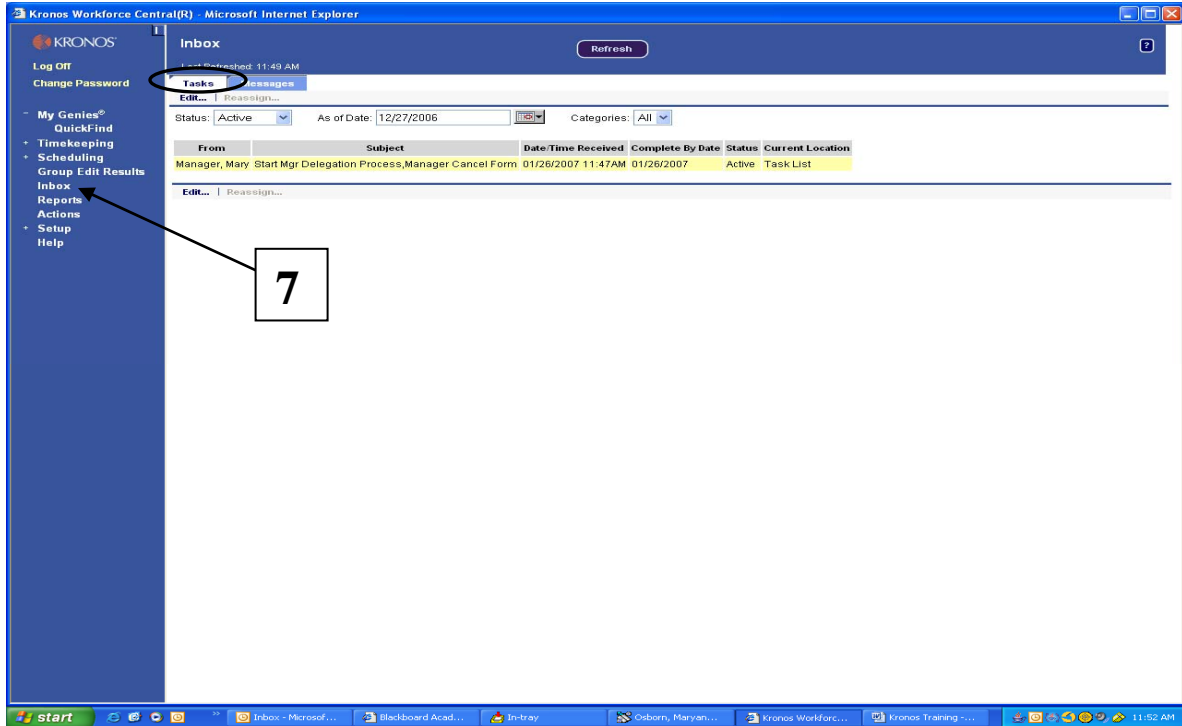 Kronos Workforce Central(R) - Microsoft Internet Explorer
KRONOS®
Log Off
Change Password
- My Genies®
QuickFind
+ Timekeeping
+ Scheduling
Group Edit Results
Inbox
Reports
Actions
+ Setup
Help
Inbox
Refresh
?
Last Refreshed: 11:49 AM
Tasks Messages
Edit... | Reassign...
Status: Active As of Date: 12/27/2006 Categories: All
From Subject Date/Time Received Complete By Date Status Current Location
Manager, Mary Start Mgr Delegation Process,Manager Cancel Form 01/26/2007 11:47AM 01/26/2007 Active Task List
Edit... | Reassign...
7
start Inbox - Microsof... Blackboard Acad... In-tray Osborn, Maryan... Kronos Workforc... Kronos Training -... 11:52 AM